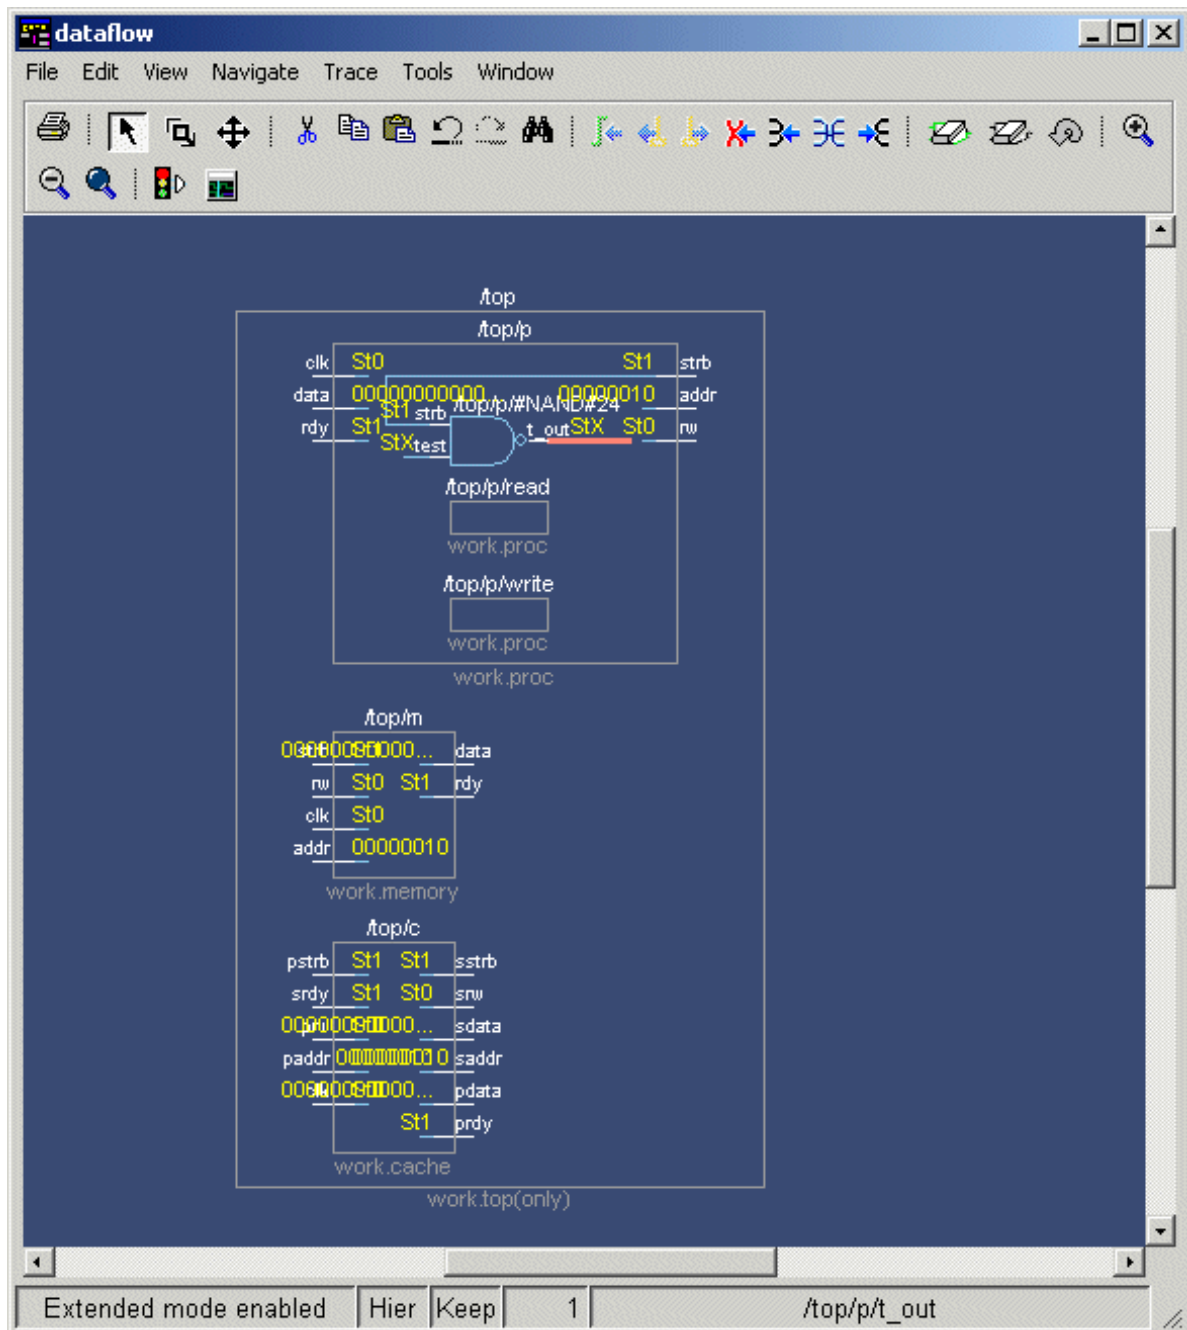 dataflow
File Edit View Navigate Trace Tools Window
/top
/top/p
clk St0 St1 strb
data 00000000000... 00000010 addr
St1 strb /top/p/#NAND#24
rdy St1 t_out StX St0 rw
StX test
/top/p/read
work.proc
/top/p/write
work.proc
work.proc
/top/m
data
rw St0 St1 rdy
clk St0
addr 00000010
work.memory
/top/c
pstrb St1 St1 sstrb
srdy St1 St0 srw
sdata
paddr saddr
pdata
St1 prdy
work.cache
work.top(only)
Extended mode enabled Hier Keep 1 /top/p/t_out